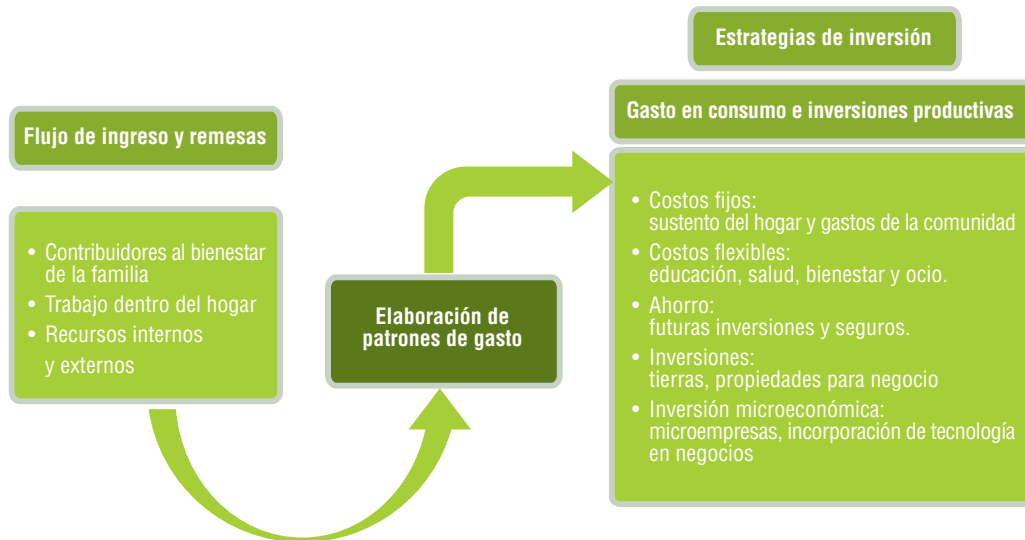 Flujo de ingreso y remesas
• Contribuidores al bienestar
de la familia
• Trabajo dentro del hogar
• Recursos internos
y externos
Elaboración de
patrones de gasto
Estrategias de inversión
Gasto en consumo e inversiones productivas
• Costos fijos:
sustento del hogar y gastos de la comunidad
• Costos flexibles:
educación, salud, bienestar y ocio.
• Ahorro:
futuras inversiones y seguros.
• Inversiones:
tierras, propiedades para negocio
• Inversión microeconómica:
microempresas, incorporación de tecnología
en negocios